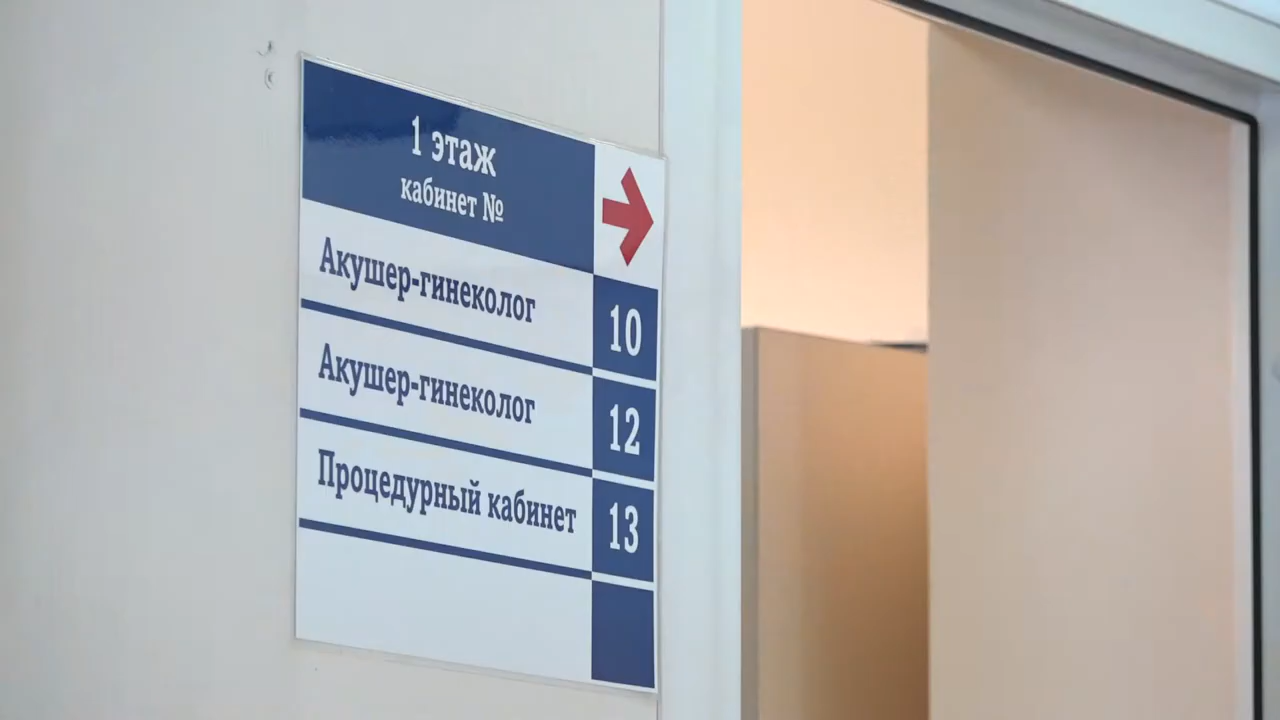 1 этаж
кабинет №
Акушер-гинеколог 10
Акушер-гинеколог 12
Процедурный кабинет 13